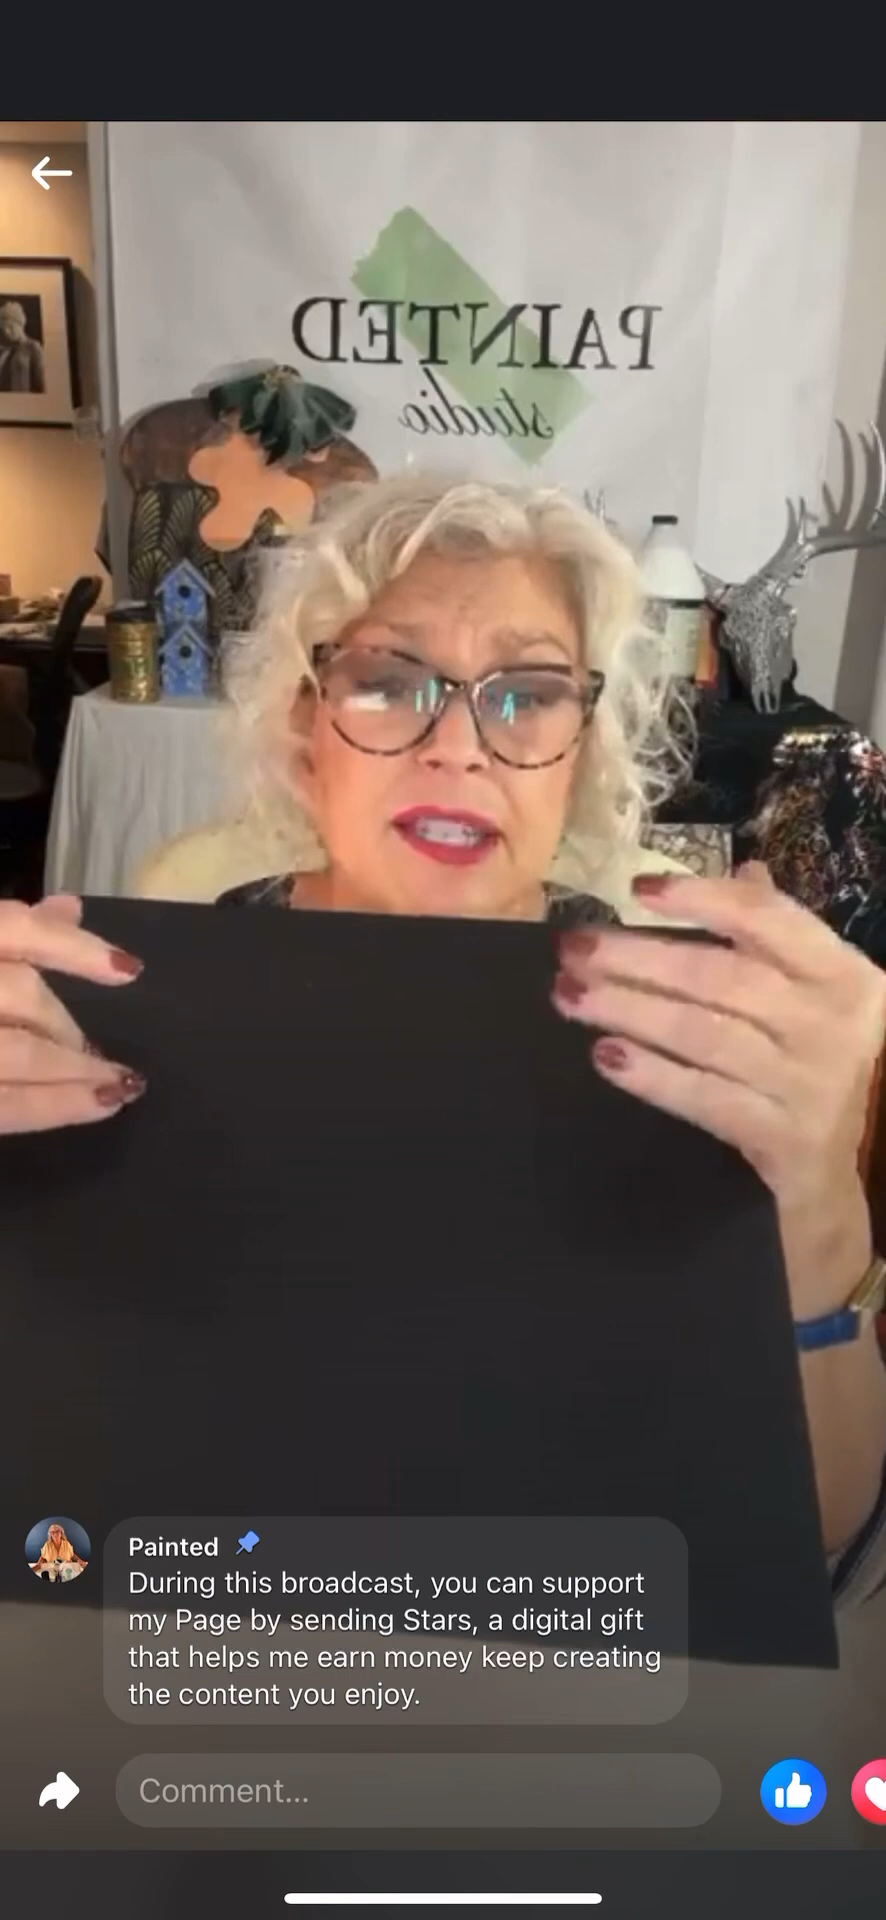 PAINTED
studio
Painted
During this broadcast, you can support
my Page by sending Stars, a digital gift
that helps me earn money keep creating
the content you enjoy.
Comment...